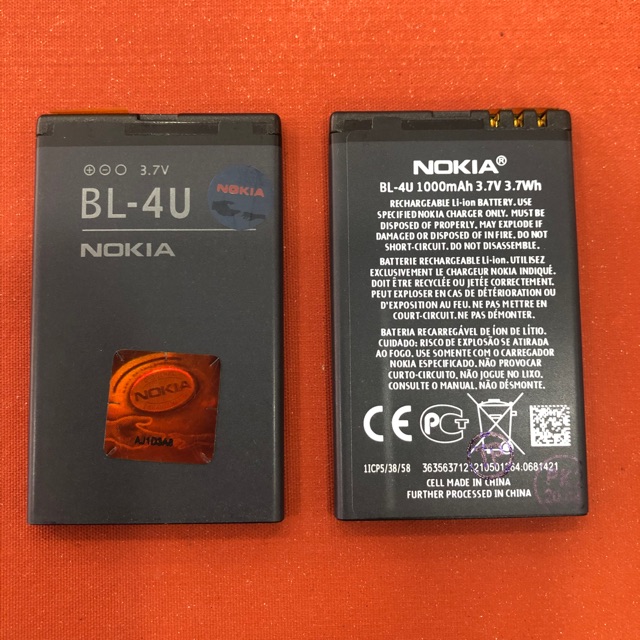 3.7V
BL-4U
NOKIA
NOKIA
NOKIA
AJ1D3A8
NOKIA®
BL-4U 1000mAh 3.7V 3.7Wh
RECHARGEABLE Li-ion BATTERY. USE
SPECIFIED NOKIA CHARGER ONLY. MUST BE
DISPOSED OF PROPERLY. MAY EXPLODE IF
DAMAGED OR DISPOSED OF IN FIRE. DO NOT
SHORT-CIRCUIT. DO NOT DISASSEMBLE.
BATTERIE RECHARGEABLE Li-ion. UTILISEZ
EXCLUSIVEMENT LE CHARGEUR NOKIA INDIQUÉ.
DOIT ÊTRE RECYCLÉE OU JETÉE CORRECTEMENT.
PEUT EXPLOSER EN CAS DE DÉTÉRIORATION OU
D'EXPOSITION AU FEU. NE PAS METTRE EN
COURT-CIRCUIT. NE PAS DÉMONTER.
BATERIA RECARREGÁVEL DE ÍON DE LÍTIO.
CUIDADO: RISCO DE EXPLOSÃO SE ATIRADA
AO FOGO. USE SOMENTE COM O CARREGADOR
NOKIA ESPECIFICADO. NÃO JOGUE NO LIXO.
CURTO-CIRCUITO: NÃO RECARREGUE.
CONSULTE O MANUAL. NÃO DESMONTE.
1ICP5/38/58
CELL MADE IN CHINA
FURTHER PROCESSED IN CHINA